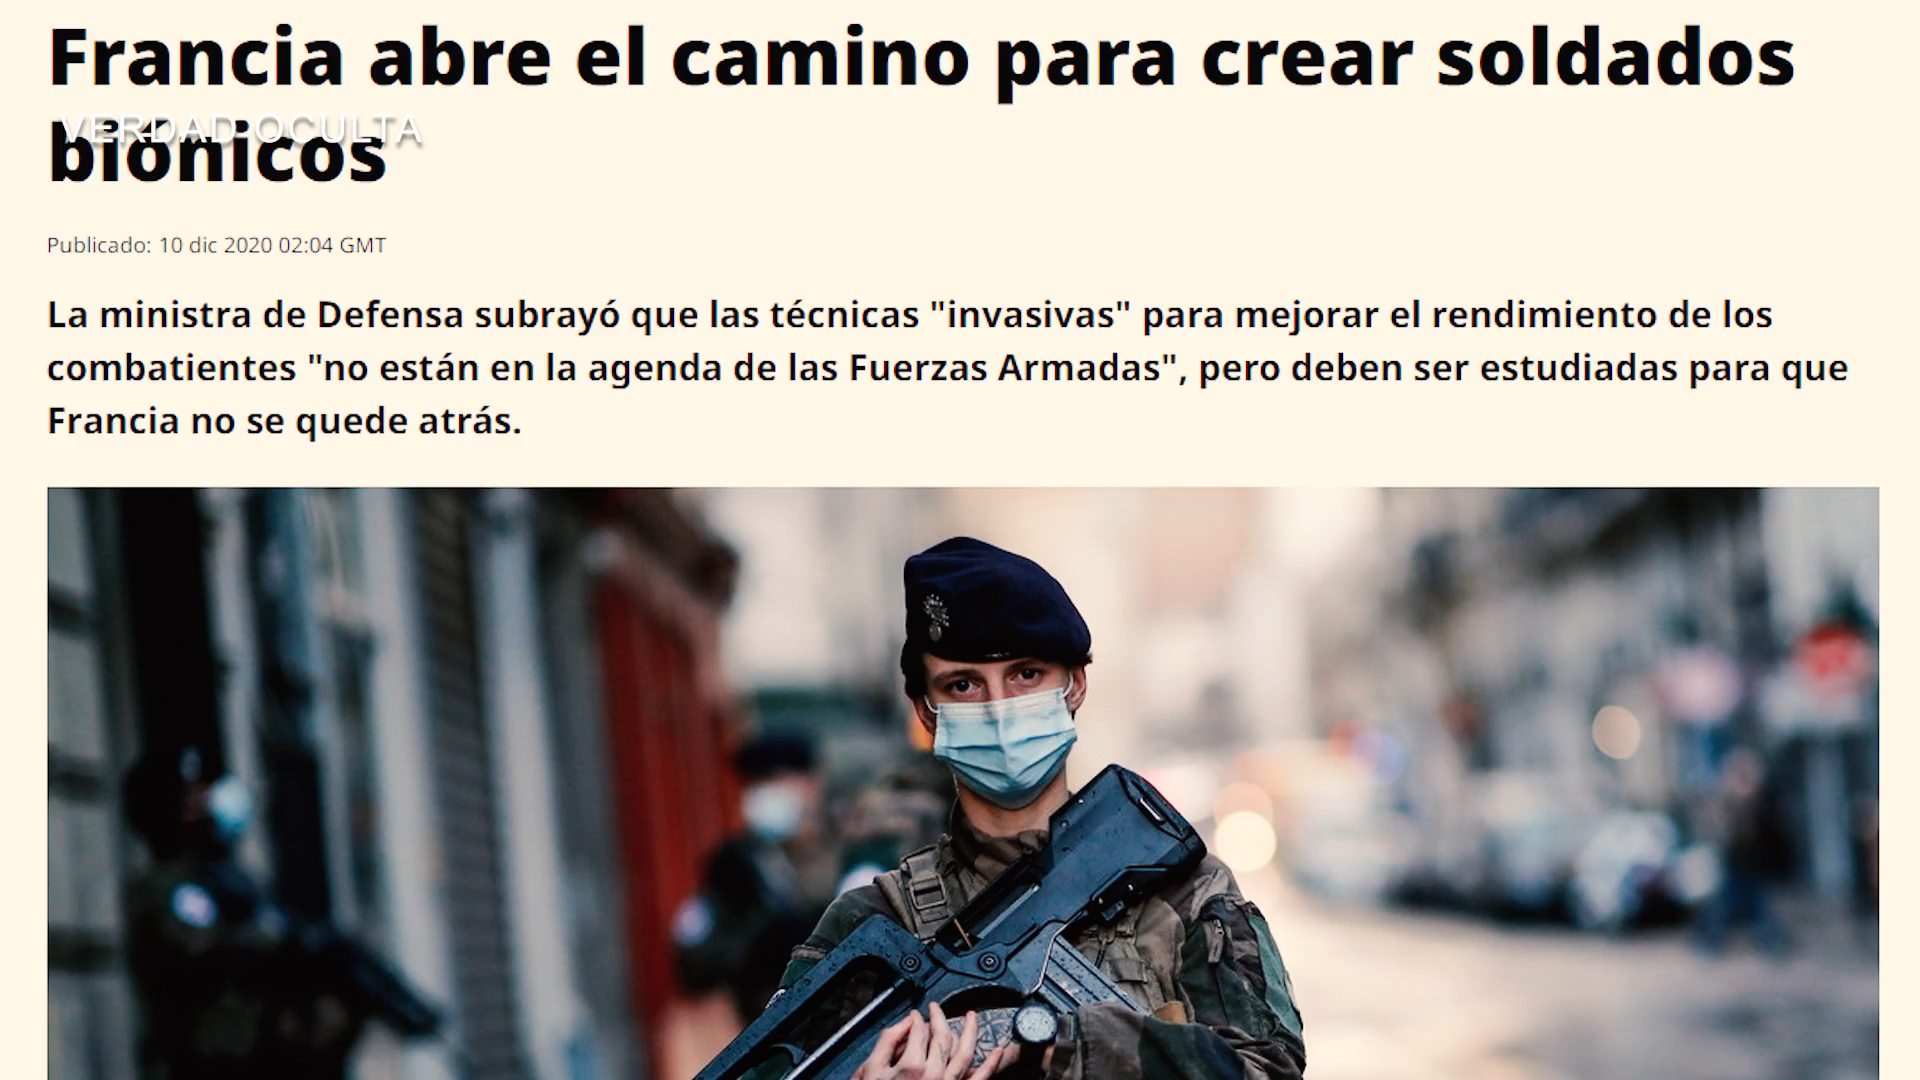 Francia abre el camino para crear soldados
VERDAD OCULTA
biónicos
Publicado: 10 dic 2020 02:04 GMT
La ministra de Defensa subrayó que las técnicas "invasivas" para mejorar el rendimiento de los
combatientes "no están en la agenda de las Fuerzas Armadas", pero deben ser estudiadas para que
Francia no se quede atrás.